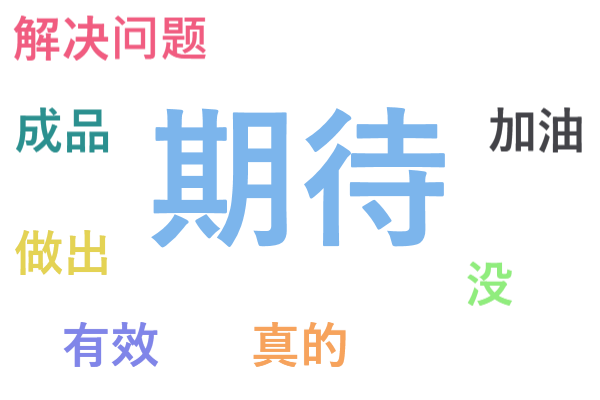 解决问题
成品
期待
加油
做出
没
有效
真的